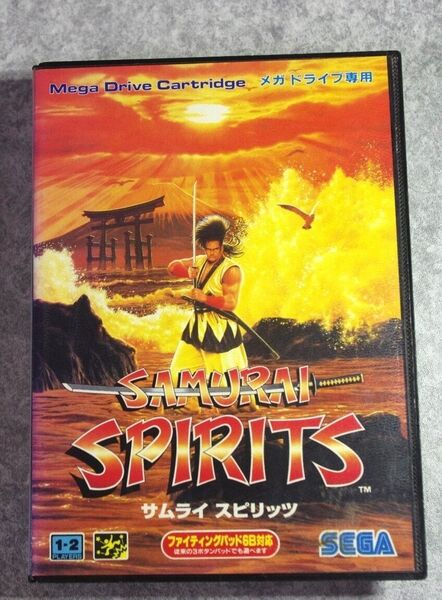 Mega Drive Cartridge
メガドライブ専用
SAMURAI
SPIRITS
TM
サムライ スピリッツ
1-2
PLAYERS
ファイティングパッド6B対応
従来の3ボタンパッドでも遊べます
SEGA